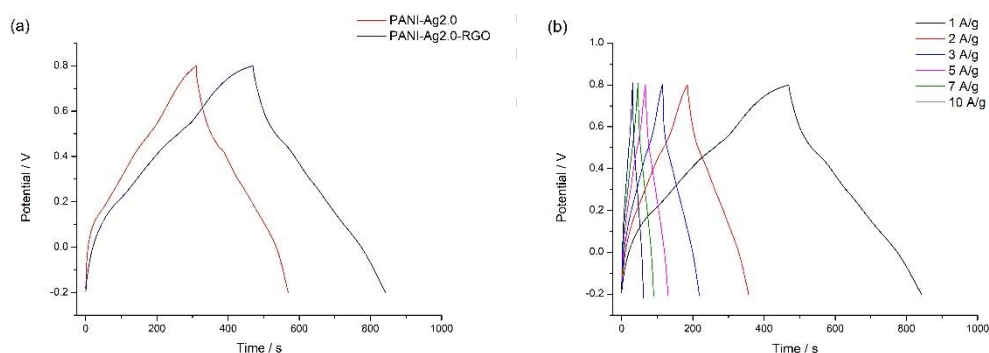 (a)
PANI-Ag2.0
PANI-Ag2.0-RGO
Potential / V
0.8
0.6
0.4
0.2
0.0
-0.2
0 200 400 600 800 1000
Time / s
(b)
1 A/g
2 A/g
3 A/g
5 A/g
7 A/g
10 A/g
Potential / V
1.0
0.8
0.6
0.4
0.2
0.0
-0.2
0 200 400 600 800 1000
Time / s